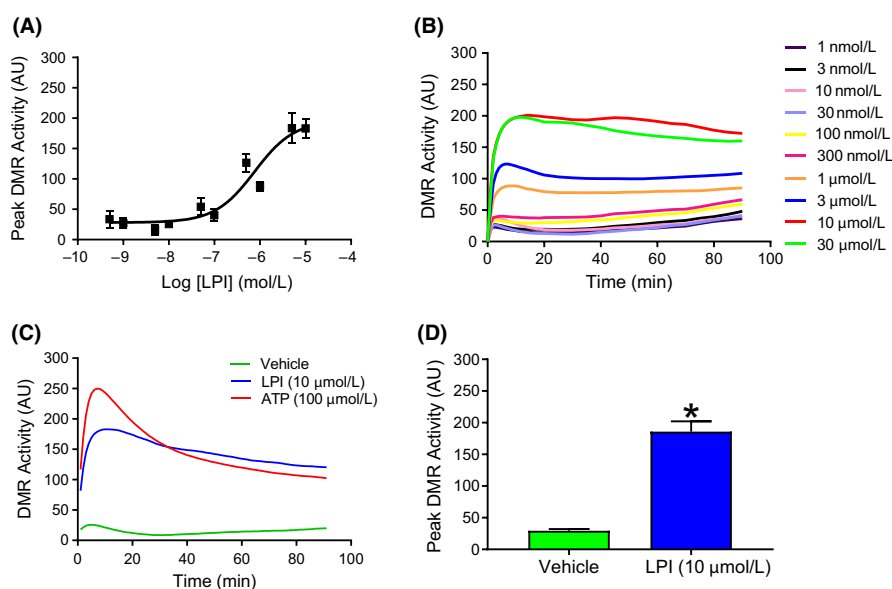 (A)
Peak DMR Activity (AU)
300
250
200
150
100
50
0
–10 –9 –8 –7 –6 –5 –4
Log [LPI] (mol/L)
(B)
DMR Activity (AU)
300
250
200
150
100
50
0
0 20 40 60 80 100
Time (min)
1 nmol/L
3 nmol/L
10 nmol/L
30 nmol/L
100 nmol/L
300 nmol/L
1 µmol/L
3 µmol/L
10 µmol/L
30 µmol/L
(C)
DMR Activity (AU)
300
250
200
150
100
50
0
0 20 40 60 80 100
Time (min)
Vehicle
LPI (10 µmol/L)
ATP (100 µmol/L)
(D)
Peak DMR Activity (AU)
300
250
200
150
100
50
0
*
Vehicle LPI (10 µmol/L)